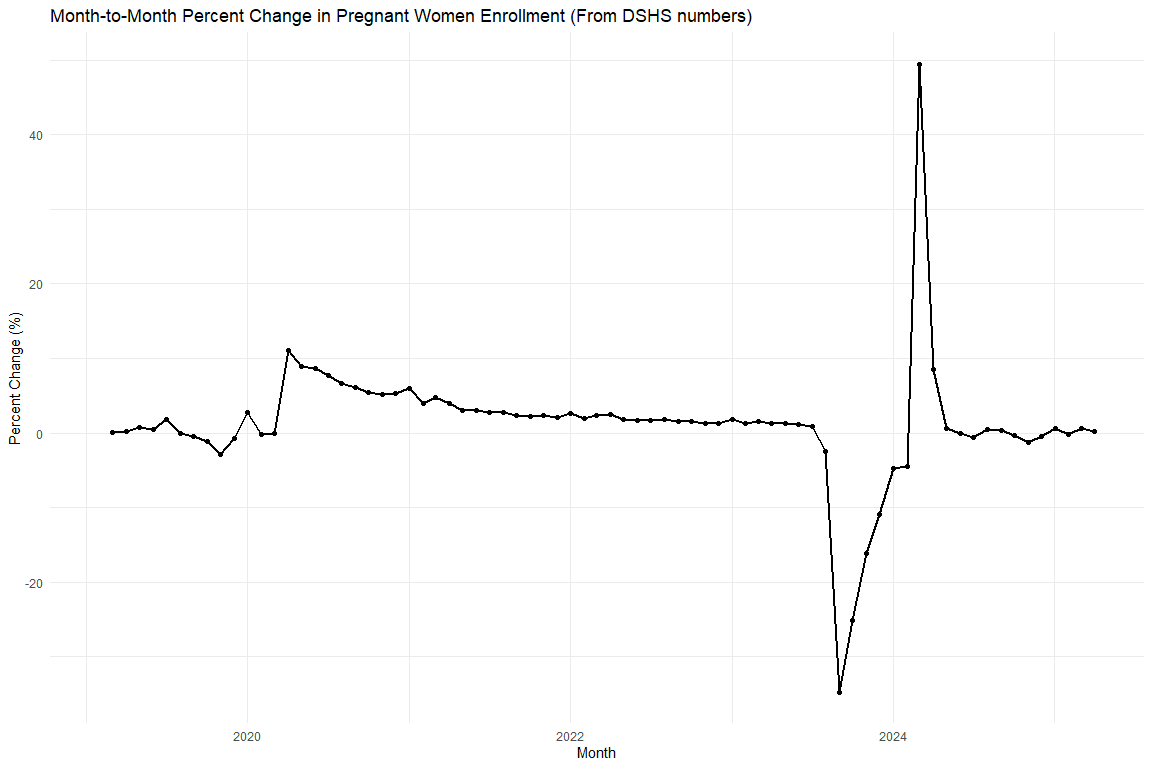 Month-to-Month Percent Change in Pregnant Women Enrollment (From DSHS numbers)
Percent Change (%)
40
20
0
-20
2020
2022
2024
Month